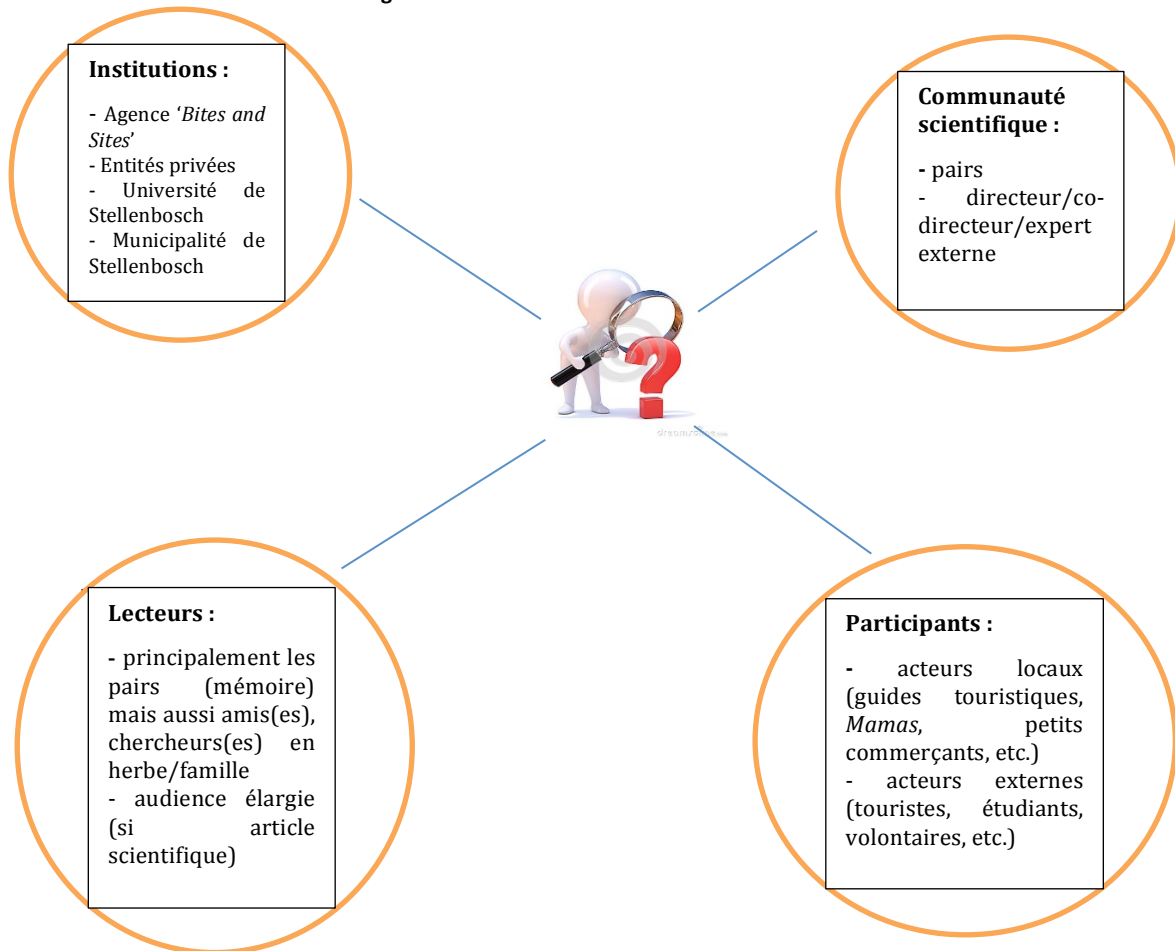 g
Institutions :
- Agence ‘Bites and
Sites’
- Entités privées
- Université de
Stellenbosch
- Municipalité de
Stellenbosch
Communauté
scientifique :
- pairs
- directeur/co-
directeur/expert
externe
Lecteurs :
- principalement les
pairs (mémoire)
mais aussi amis(es),
chercheurs(es) en
herbe/famille
- audience élargie
(si article
scientifique)
Participants :
- acteurs locaux
(guides touristiques,
Mamas, petits
commerçants, etc.)
- acteurs externes
(touristes, étudiants,
volontaires, etc.)